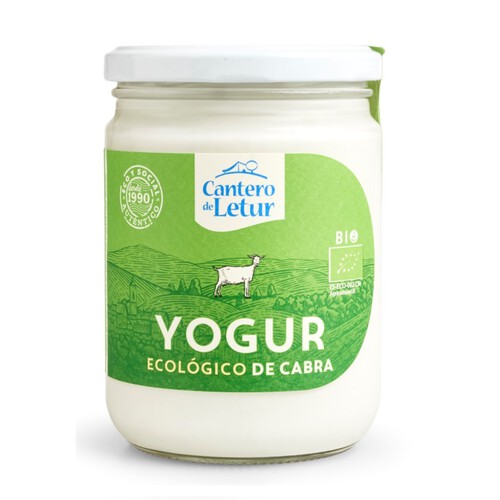 Cantero
de Letur
ECO Y SOCIAL
desde
1990
AUTÉNTICO
BIO
YOGUR
ECOLÓGICO DE CABRA